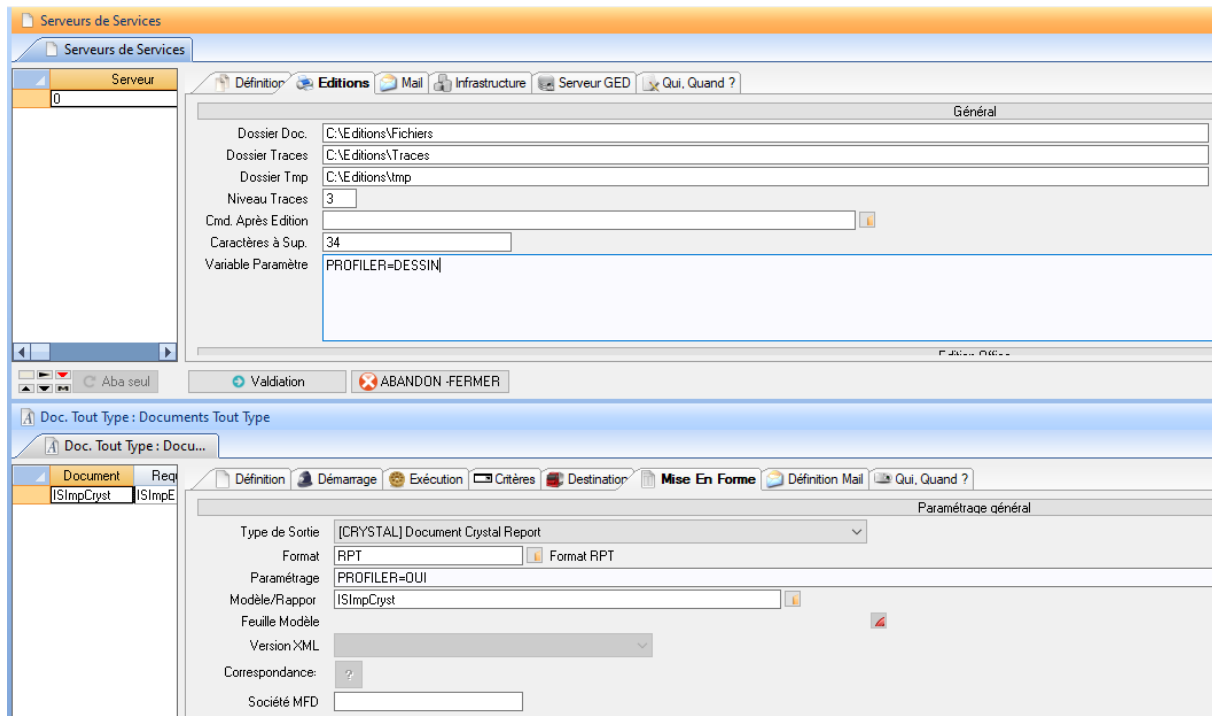 Serveurs de Services
Serveurs de Services
Serveur
0
Définition Editions Mail Infrastructure Serveur GED Qui, Quand ?
Général
Dossier Doc. C:\Editions\Fichiers
Dossier Traces C:\Editions\Traces
Dossier Tmp C:\Editions\tmp
Niveau Traces 3
Cmd. Après Edition
Caractères à Sup. 34
Variable Paramètre PROFILER=DESSIN
Edition Office
Aba seul Valdiation ABANDON -FERMER
Doc. Tout Type : Documents Tout Type
Doc. Tout Type : Docu...
Document Requ
ISImpCryst ISImpE
Définition Démarrage Exécution Critères Destination Mise En Forme Définition Mail Qui, Quand ?
Paramétrage général
Type de Sortie [CRYSTAL] Document Crystal Report
Format RPT Format RPT
Paramétrage PROFILER=OUI
Modèle/Rappor ISImpCryst
Feuille Modèle
Version XML
Correspondance: ?
Société MFD